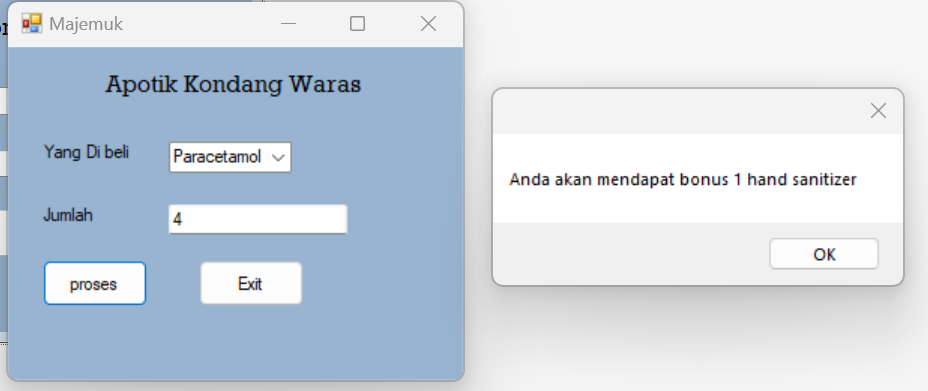 Majemuk
Apotik Kondang Waras
Yang Di beli
Paracetamol
Jumlah
4
proses
Exit
Anda akan mendapat bonus 1 hand sanitizer
OK